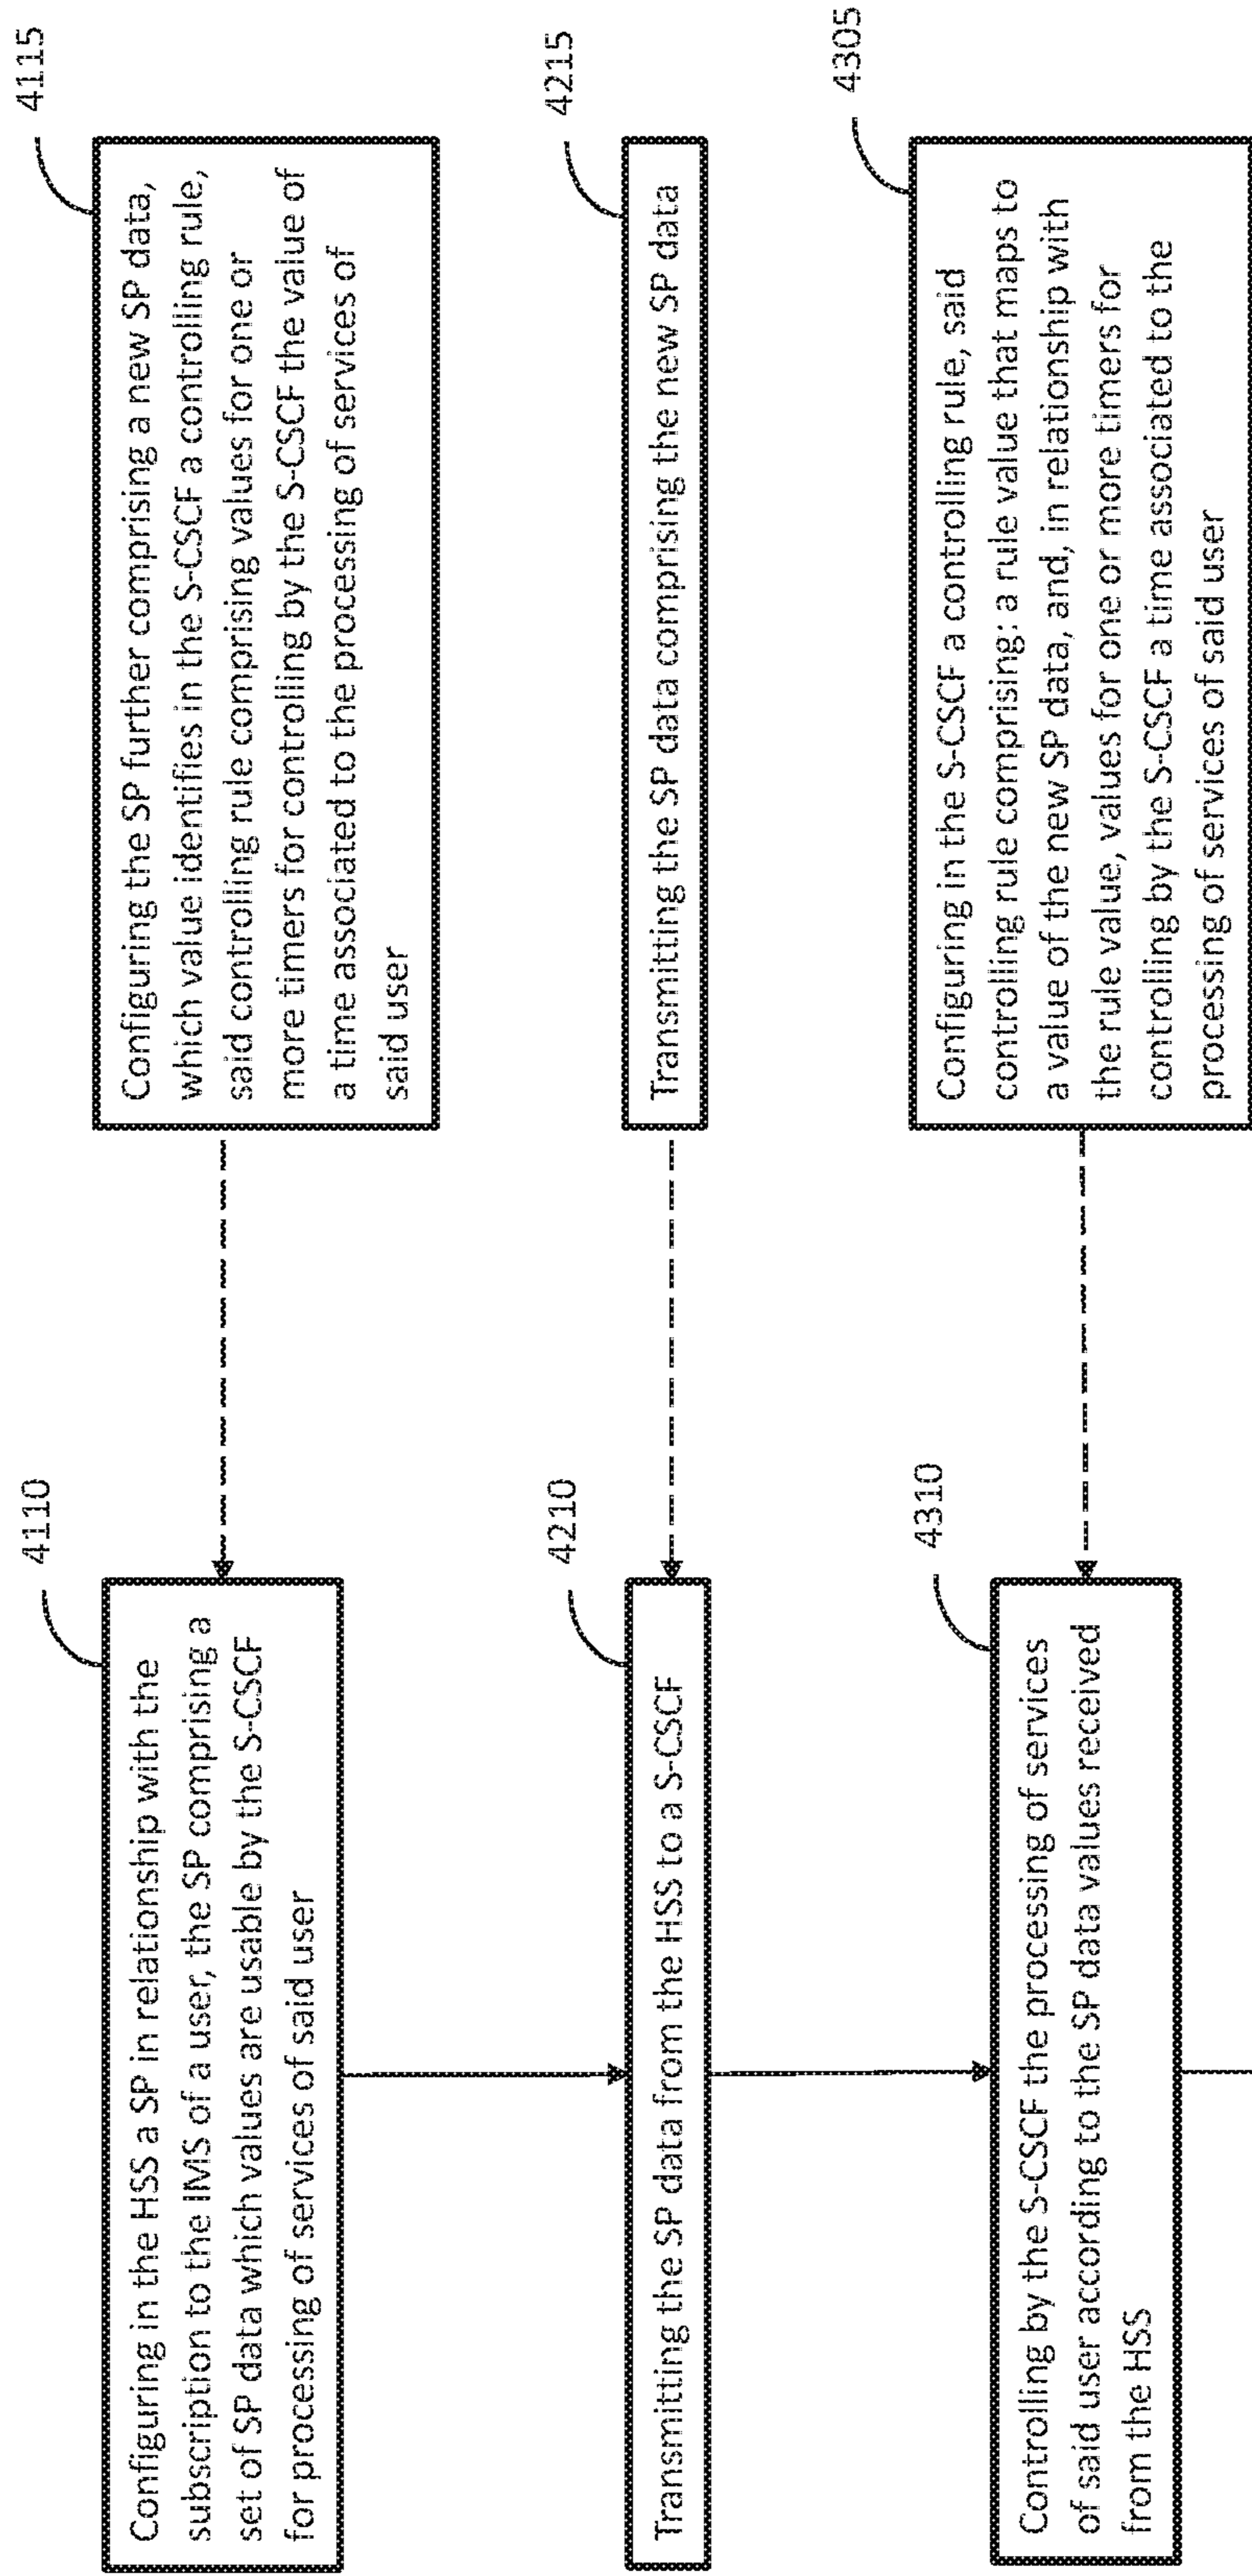 4110
Configuring in the HSS a SP in relationship with the
subscription to the IMS of a user, the SP comprising a
set of SP data which values are usable by the S-CSCF
for processing of services of said user
4115
Configuring the SP further comprising a new SP data,
which value identifies in the S-CSCF a controlling rule,
said controlling rule comprising values for one or
more timers for controlling by the S-CSCF the value of
a time associated to the processing of services of
said user
4210
Transmitting the SP data from the HSS to a S-CSCF
4215
Transmitting the SP data comprising the new SP data
4310
Controlling by the S-CSCF the processing of services
of said user according to the SP data values received
from the HSS
4305
Configuring in the S-CSCF a controlling rule, said
controlling rule comprising: a rule value that maps to
a value of the new SP data, and, in relationship with
the rule value, values for one or more timers for
controlling by the S-CSCF a time associated to the
processing of services of said user